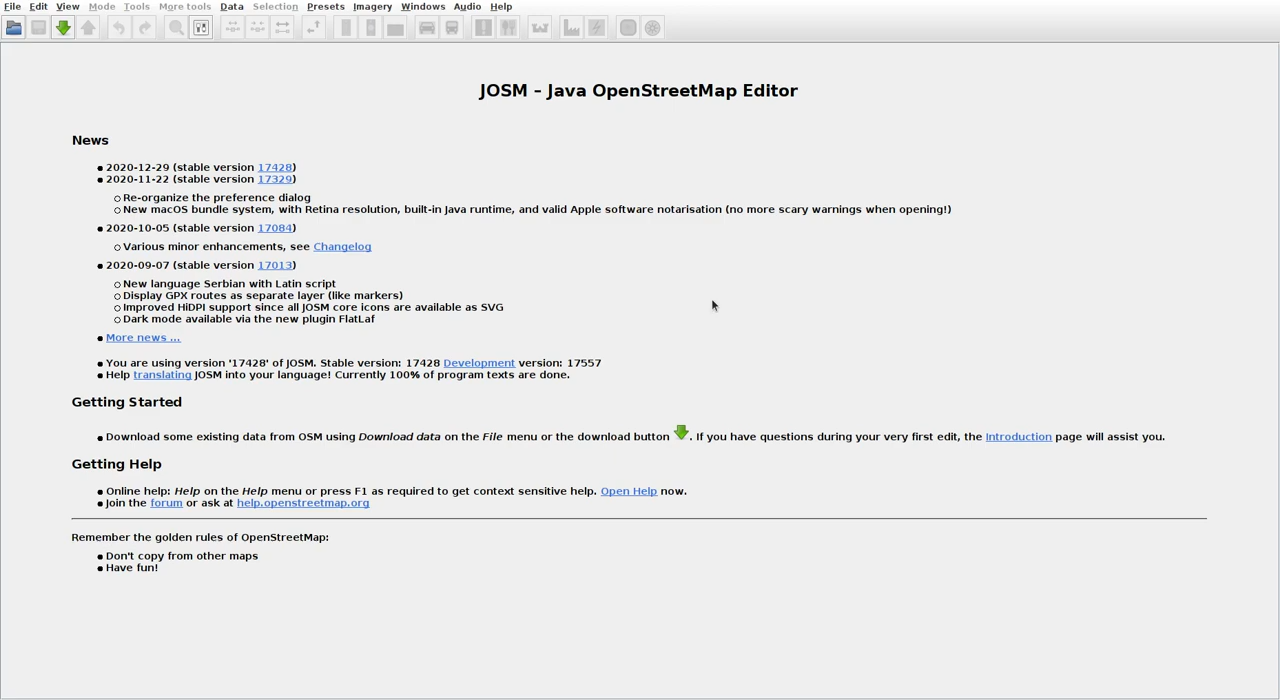 File Edit View Mode Tools More tools Data Selection Presets Imagery Windows Audio Help
JOSM – Java OpenStreetMap Editor
News
2020-12-29 (stable version 17428)
2020-11-22 (stable version 17329)
Re-organize the preference dialog
New macOS bundle system, with Retina resolution, built-in Java runtime, and valid Apple software notarisation (no more scary warnings when opening!)
2020-10-05 (stable version 17084)
Various minor enhancements, see Changelog
2020-09-07 (stable version 17013)
New language Serbian with Latin script
Display GPX routes as separate layer (like markers)
Improved HiDPI support since all JOSM core icons are available as SVG
Dark mode available via the new plugin FlatLaf
More news ...
You are using version '17428' of JOSM. Stable version: 17428 Development version: 17557
Help translating JOSM into your language! Currently 100% of program texts are done.
Getting Started
Download some existing data from OSM using Download data on the File menu or the download button . If you have questions during your very first edit, the Introduction page will assist you.
Getting Help
Online help: Help on the Help menu or press F1 as required to get context sensitive help. Open Help now.
Join the forum or ask at help.openstreetmap.org
Remember the golden rules of OpenStreetMap:
Don't copy from other maps
Have fun!